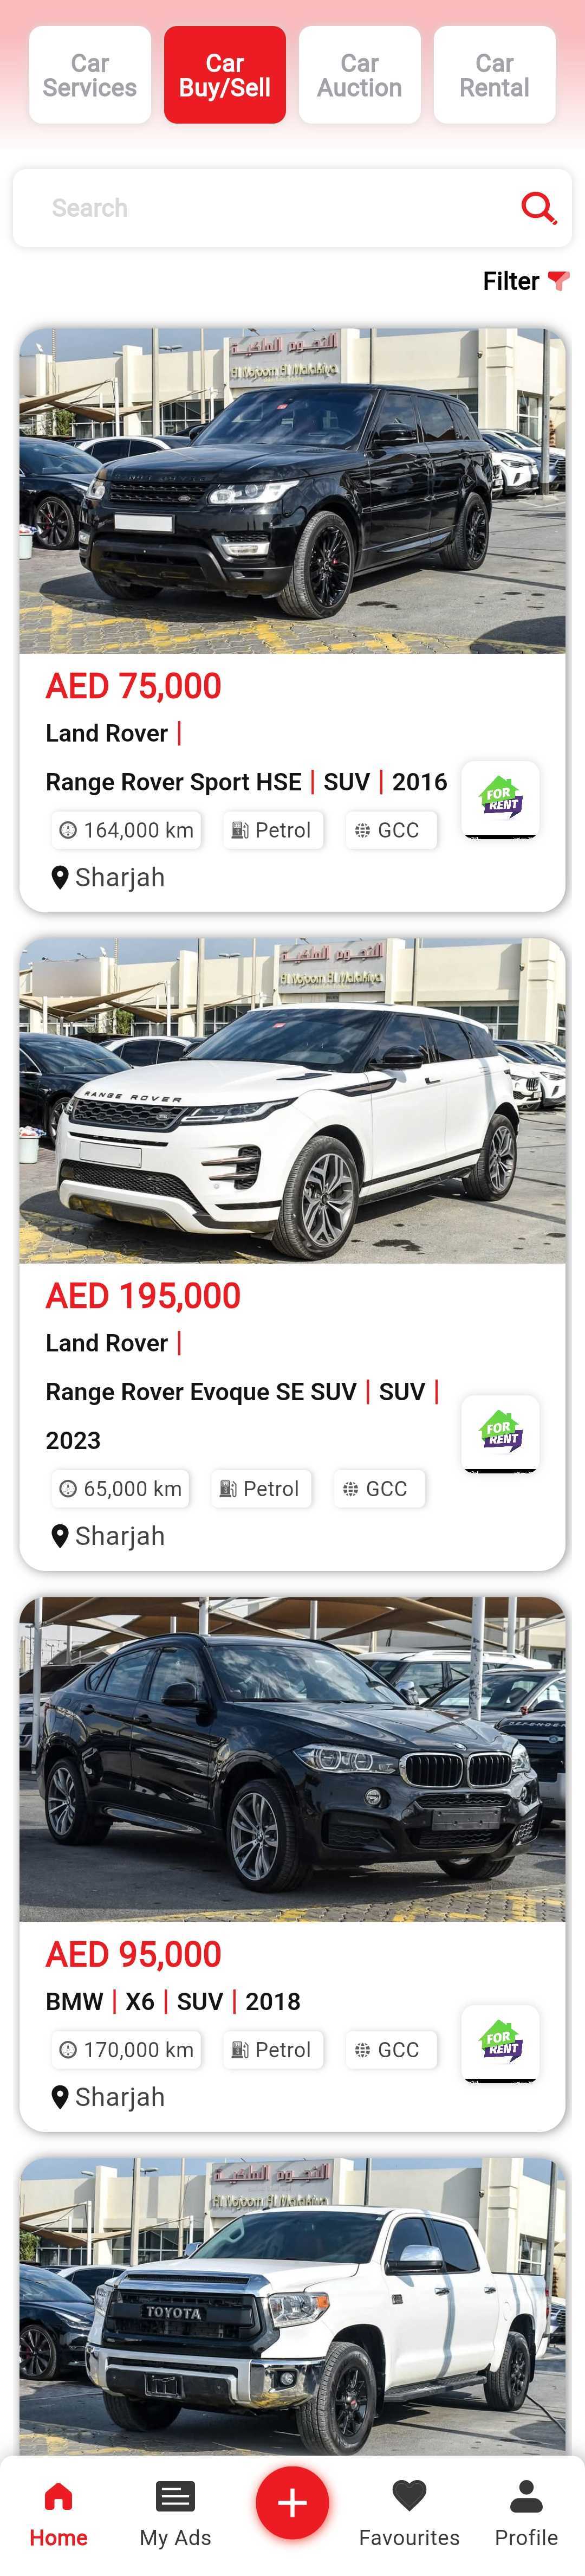 Car
Services
Car
Buy/Sell
Car
Auction
Car
Rental
Search
Filter
النجوم الملكية
El Nojoom El Malakiya
AED 75,000
Land Rover |
Range Rover Sport HSE | SUV | 2016
FOR
RENT
164,000 km
Petrol
GCC
Sharjah
النجوم الملكية
El Nojoom El Malakiya
RANGE ROVER
AED 195,000
Land Rover |
Range Rover Evoque SE SUV | SUV |
2023
FOR
RENT
65,000 km
Petrol
GCC
Sharjah
DEFENDER
AED 95,000
BMW | X6 | SUV | 2018
FOR
RENT
170,000 km
Petrol
GCC
Sharjah
النجوم الملكية
El Nojoom El Malakiya
TOYOTA
Home
My Ads
Favourites
Profile